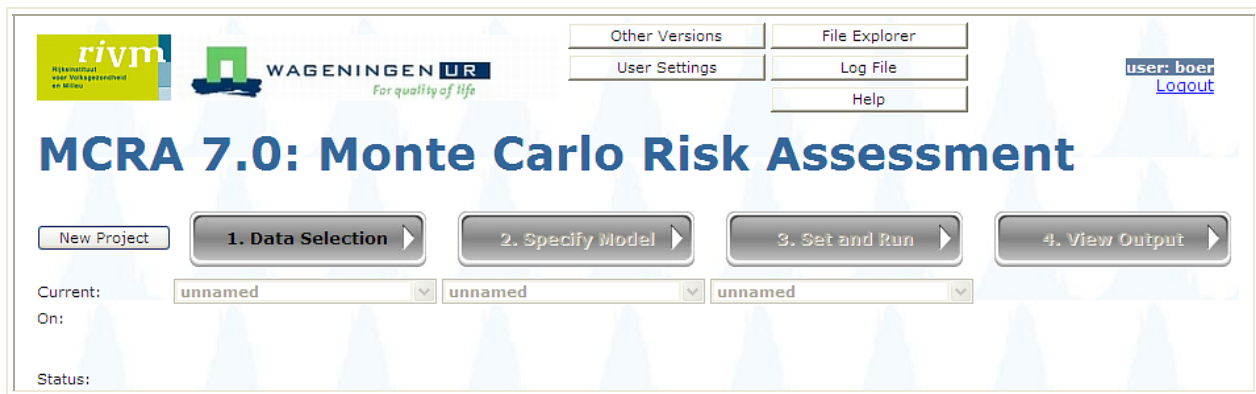 rivm
Rijksinstituut
voor Volksgezondheid
en Milieu
WAGENINGEN UR
For quality of life
Other Versions
File Explorer
User Settings
Log File
Help
user: boer
Logout
MCRA 7.0: Monte Carlo Risk Assessment
New Project
1. Data Selection
2. Specify Model
3. Set and Run
4. View Output
Current:
unnamed
unnamed
unnamed
On:
Status: